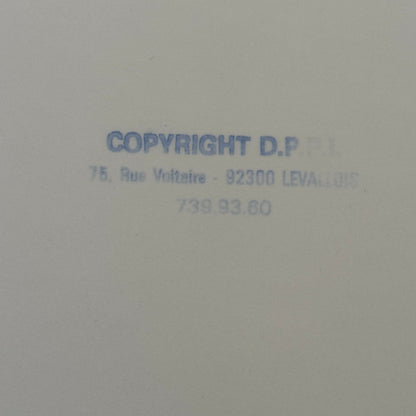 COPYRIGHT D.P.P.I.
75, Rue Voltaire - 92300 LEVALLOIS
739.93.60